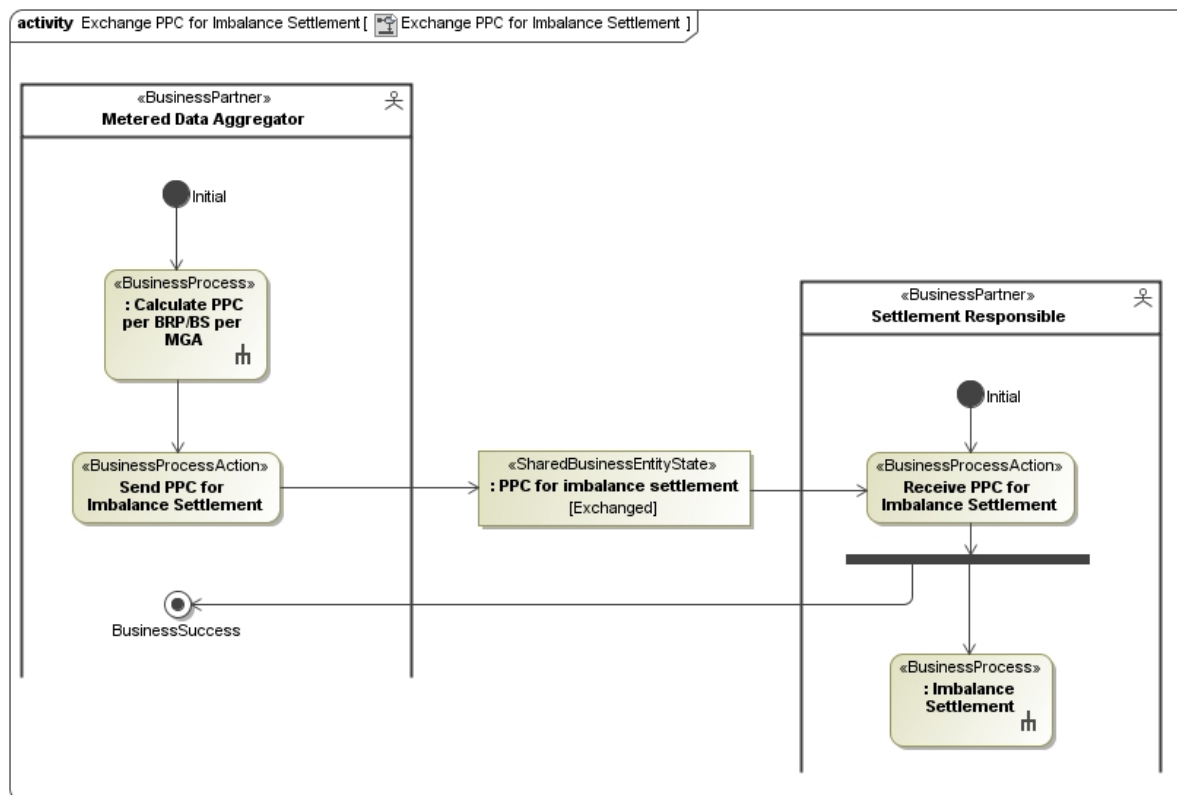 activity Exchange PPC for Imbalance Settlement [ Exchange PPC for Imbalance Settlement ]
«BusinessPartner»
Metered Data Aggregator
Initial
«BusinessProcess»
: Calculate PPC
per BRP/BS per
MGA
«BusinessProcessAction»
Send PPC for
Imbalance Settlement
BusinessSuccess
«SharedBusinessEntityState»
: PPC for imbalance settlement
[Exchanged]
«BusinessPartner»
Settlement Responsible
Initial
«BusinessProcessAction»
Receive PPC for
Imbalance Settlement
«BusinessProcess»
: Imbalance
Settlement